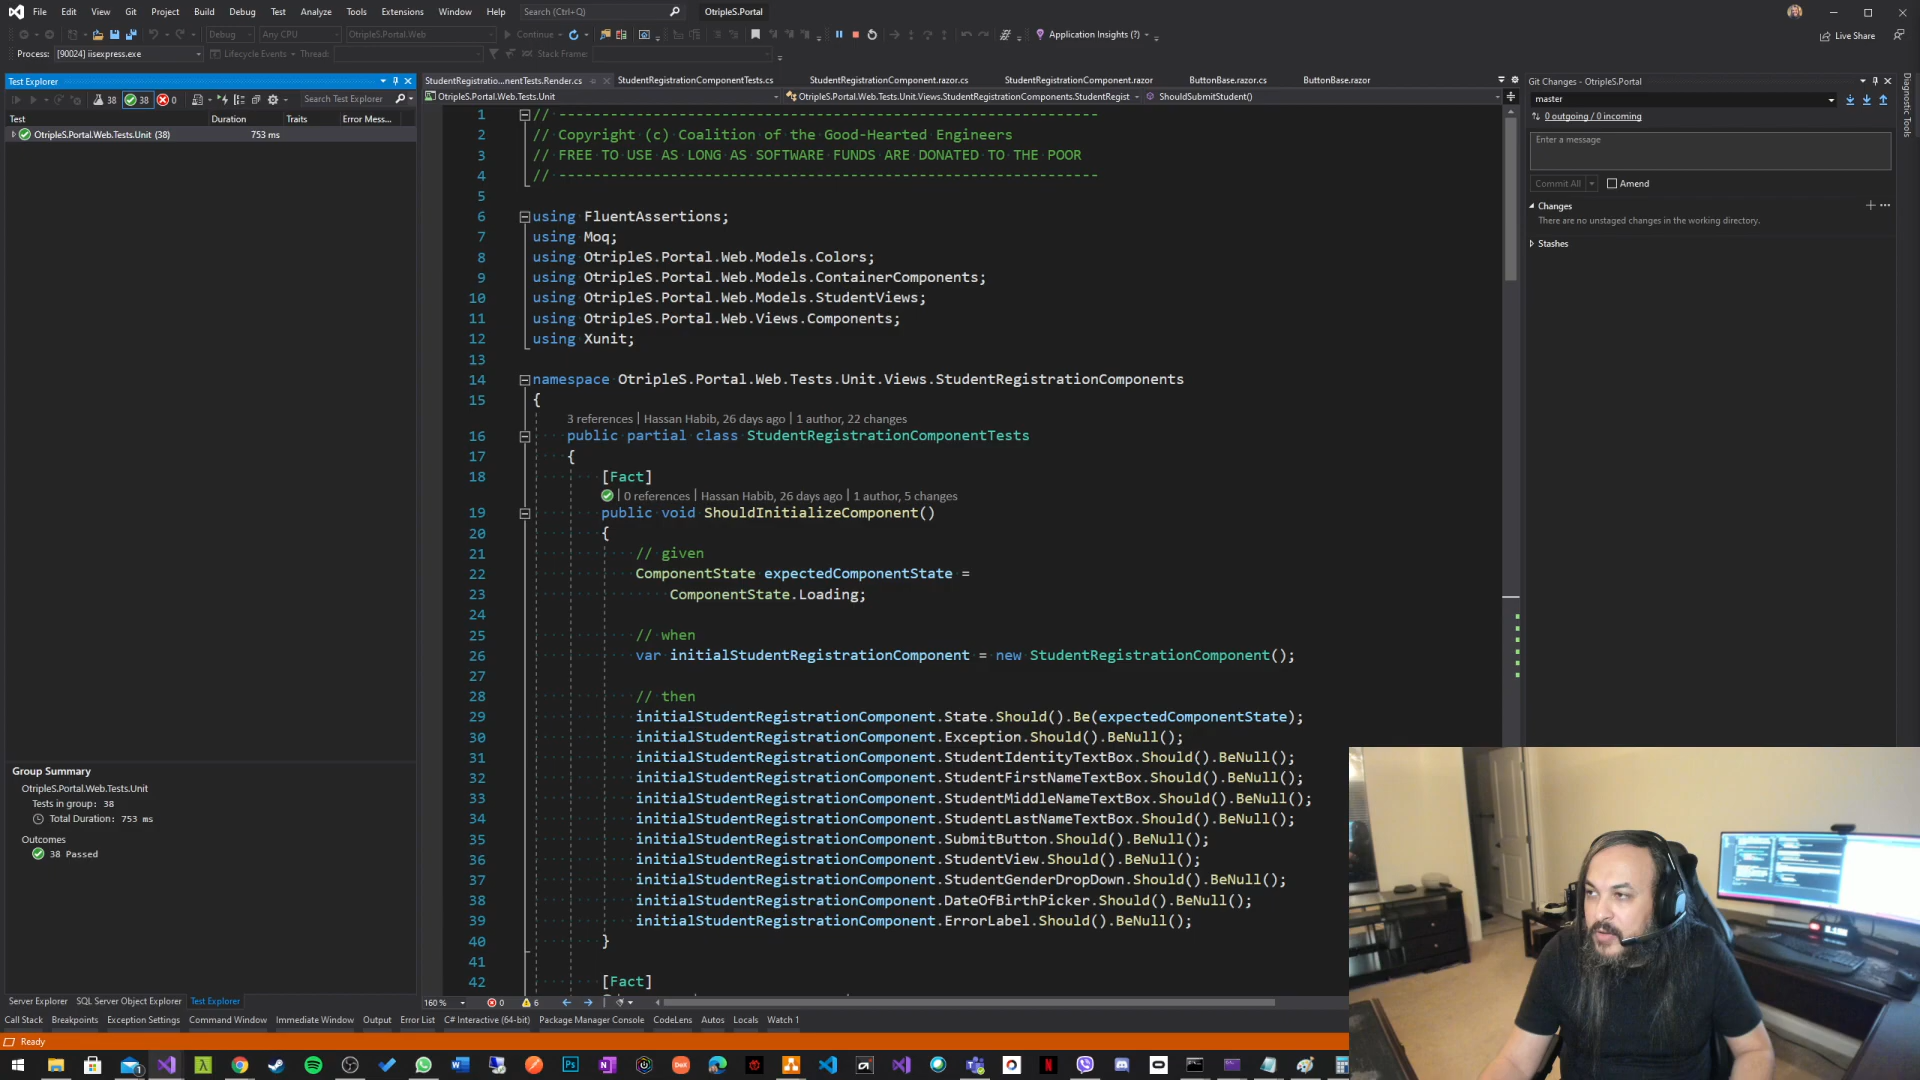 File Edit View Git Project Build Debug Test Analyze Tools Extensions Window Help Search (Ctrl+Q) OtripleS.Portal
Debug Any CPU OtripleS.Portal.Web Continue Application Insights (?) Live Share
Process: [90024] iisexpress.exe Lifecycle Events Thread: Stack Frame:
Test Explorer
38 38 0 Search Test Explorer
Test Duration Traits Error Mess...
OtripleS.Portal.Web.Tests.Unit (38) 753 ms
Group Summary
OtripleS.Portal.Web.Tests.Unit
Tests in group: 38
Total Duration: 753 ms
Outcomes
38 Passed
StudentRegistratio...nentTests.Render.cs StudentRegistrationComponentTests.cs StudentRegistrationComponent.razor.cs StudentRegistrationComponent.razor ButtonBase.razor.cs ButtonBase.razor
OtripleS.Portal.Web.Tests.Unit OtripleS.Portal.Web.Tests.Unit.Views.StudentRegistrationComponents.StudentRegist ShouldSubmitStudent()
1 // ---------------------------------------------------------------
2 // Copyright (c) Coalition of the Good-Hearted Engineers
3 // FREE TO USE AS LONG AS SOFTWARE FUNDS ARE DONATED TO THE POOR
4 // ---------------------------------------------------------------
5
6 using FluentAssertions;
7 using Moq;
8 using OtripleS.Portal.Web.Models.Colors;
9 using OtripleS.Portal.Web.Models.ContainerComponents;
10 using OtripleS.Portal.Web.Models.StudentViews;
11 using OtripleS.Portal.Web.Views.Components;
12 using Xunit;
13
14 namespace OtripleS.Portal.Web.Tests.Unit.Views.StudentRegistrationComponents
15 {
3 references | Hassan Habib, 26 days ago | 1 author, 22 changes
16 public partial class StudentRegistrationComponentTests
17 {
18 [Fact]
| 0 references | Hassan Habib, 26 days ago | 1 author, 5 changes
19 public void ShouldInitializeComponent()
20 {
21 // given
22 ComponentState expectedComponentState =
23 ComponentState.Loading;
24
25 // when
26 var initialStudentRegistrationComponent = new StudentRegistrationComponent();
27
28 // then
29 initialStudentRegistrationComponent.State.Should().Be(expectedComponentState);
30 initialStudentRegistrationComponent.Exception.Should().BeNull();
31 initialStudentRegistrationComponent.StudentIdentityTextBox.Should().BeNull();
32 initialStudentRegistrationComponent.StudentFirstNameTextBox.Should().BeNull();
33 initialStudentRegistrationComponent.StudentMiddleNameTextBox.Should().BeNull();
34 initialStudentRegistrationComponent.StudentLastNameTextBox.Should().BeNull();
35 initialStudentRegistrationComponent.SubmitButton.Should().BeNull();
36 initialStudentRegistrationComponent.StudentView.Should().BeNull();
37 initialStudentRegistrationComponent.StudentGenderDropDown.Should().BeNull();
38 initialStudentRegistrationComponent.DateOfBirthPicker.Should().BeNull();
39 initialStudentRegistrationComponent.ErrorLabel.Should().BeNull();
40 }
41
42 [Fact]
160 % 0 6
Git Changes - OtripleS.Portal
master
0 outgoing / 0 incoming
Enter a message
Commit All Amend
Changes
There are no unstaged changes in the working directory.
Stashes
Diagnostic Tools
Server Explorer SQL Server Object Explorer Test Explorer
Call Stack Breakpoints Exception Settings Command Window Immediate Window Output Error List C# Interactive (64-bit) Package Manager Console CodeLens Autos Locals Watch 1
Ready